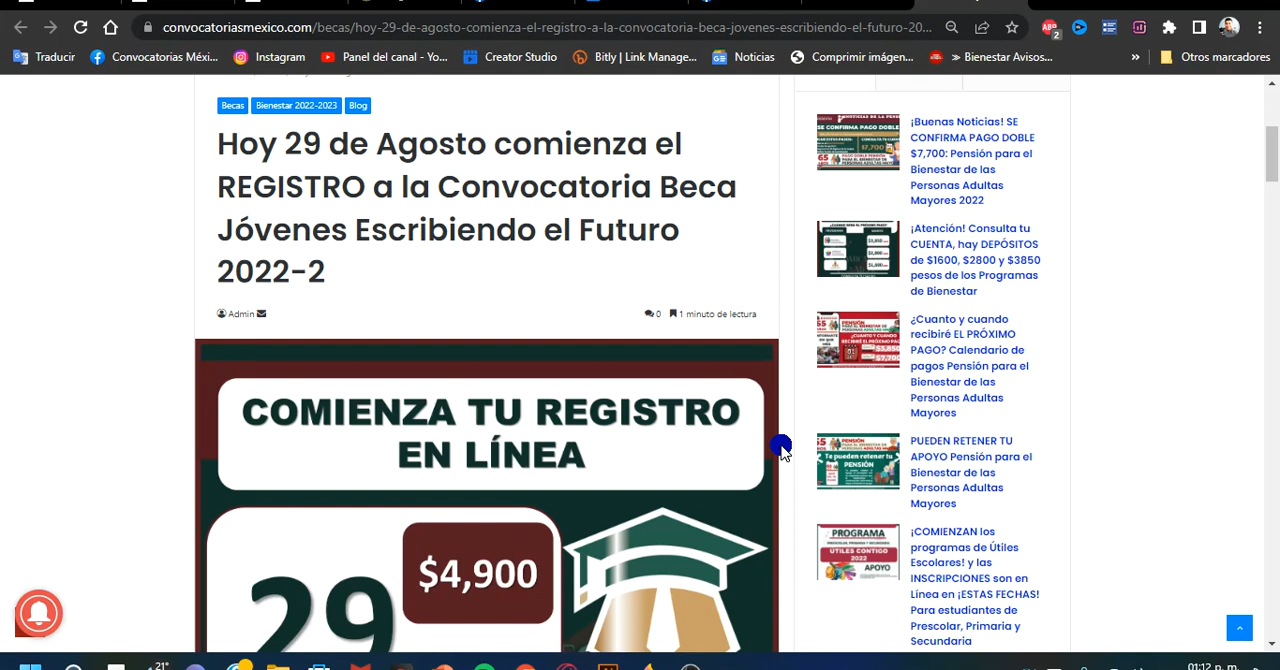 convocatoriasmexico.com/becas/hoy-29-de-agosto-comienza-el-registro-a-la-convocatoria-beca-jovenes-escribiendo-el-futuro-20...
2
Traducir
Convocatorias Méxi...
Instagram
Panel del canal - Yo...
Creator Studio
Bitly | Link Manage...
Noticias
Comprimir imágen...
» Bienestar Avisos...
»
Otros marcadores
Becas
Bienestar 2022-2023
Blog
Hoy 29 de Agosto comienza el
REGISTRO a la Convocatoria Beca
Jóvenes Escribiendo el Futuro
2022-2
Admin
0
1 minuto de lectura
COMIENZA TU REGISTRO
EN LÍNEA
$4,900
29
¡Buenas Noticias! SE
CONFIRMA PAGO DOBLE
$7,700: Pensión para el
Bienestar de las
Personas Adultas
Mayores 2022
¡Atención! Consulta tu
CUENTA, hay DEPÓSITOS
de $1600, $2800 y $3850
pesos de los Programas
de Bienestar
¿Cuanto y cuando
recibiré EL PRÓXIMO
PAGO? Calendario de
pagos Pensión para el
Bienestar de las
Personas Adultas
Mayores
PUEDEN RETENER TU
APOYO Pensión para el
Bienestar de las
Personas Adultas
Mayores
PROGRAMA
ÚTILES CONTIGO
2022
APOYO
¡COMIENZAN los
programas de Útiles
Escolares! y las
INSCRIPCIONES son en
Línea en ¡ESTAS FECHAS!
Para estudiantes de
Prescolar, Primaria y
Secundaria
21°
01:12 p. m.